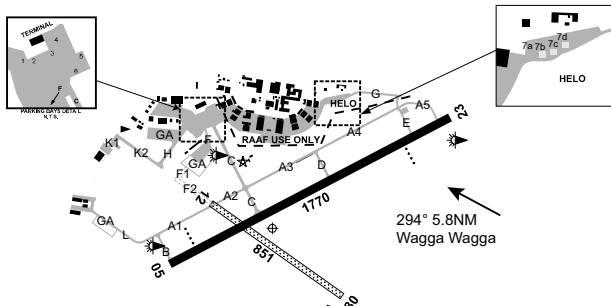 TERMINAL
4
1
2
3
5
6
F
C
PARKING BAYS DETAIL
N.T.S.
7a
7b
7c
7d
HELO
HELO
G
A5
23
E
A4
RAAF USE ONLY
K1
K2
GA
H
F
C
GA
F1
F2
12
A3
D
A2
C
1770
GA
L
A1
B
05
851
30
294° 5.8NM
Wagga Wagga